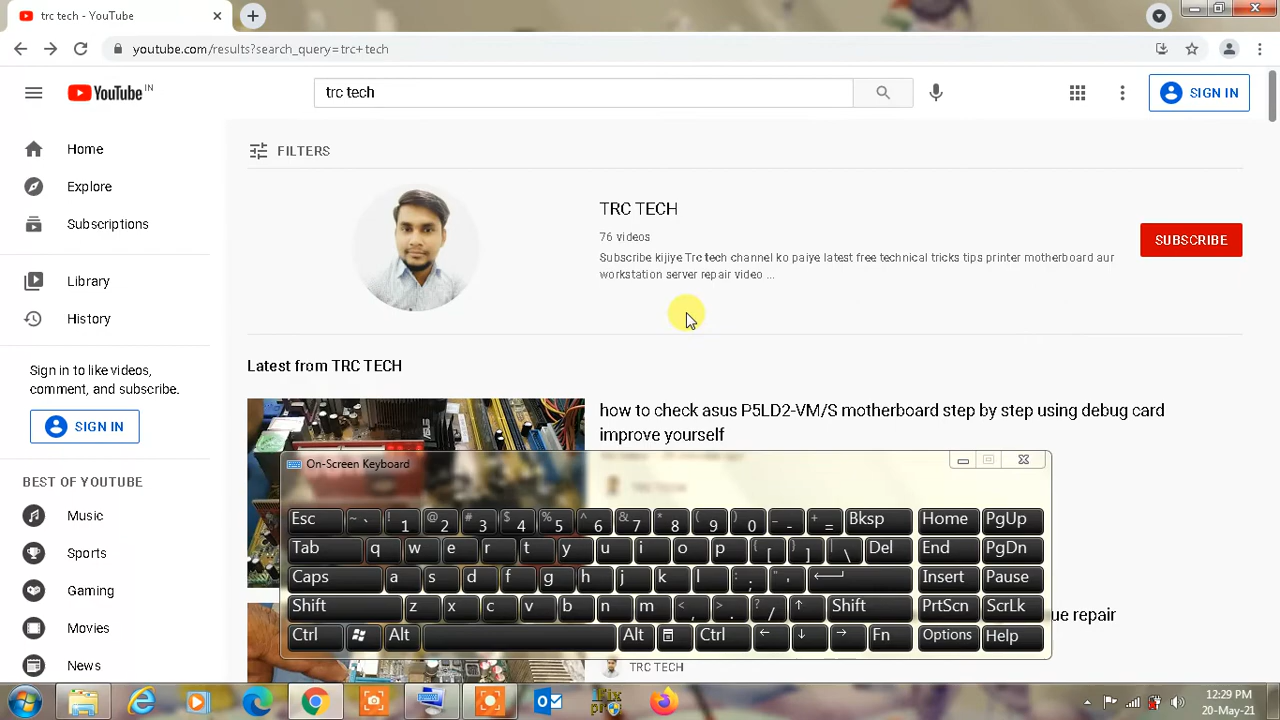 trc tech - YouTube
youtube.com/results?search_query=trc+tech
YouTube IN
trc tech
SIGN IN
Home
Explore
Subscriptions
Library
History
Sign in to like videos,
comment, and subscribe.
SIGN IN
BEST OF YOUTUBE
Music
Sports
Gaming
Movies
News
FILTERS
TRC TECH
76 videos
Subscribe kijiye Trc tech channel ko paiye latest free technical tricks tips printer motherboard aur
workstation server repair video ...
SUBSCRIBE
Latest from TRC TECH
how to check asus P5LD2-VM/S motherboard step by step using debug card
improve yourself
On-Screen Keyboard
Esc ~ ` ! 1 @ 2 # 3 $ 4 % 5 ^ 6 & 7 * 8 ( 9 ) 0 _ - + = Bksp Home PgUp
Tab q w e r t y u i o p { [ } ] | \ Del End PgDn
Caps a s d f g h j k l : ; " ' Insert Pause
Shift z x c v b n m < , > . ? / ↑ Shift PrtScn ScrLk
Ctrl Alt Alt Ctrl ← ↓ → Fn Options Help
ue repair
TRC TECH
iFix
pro
12:29 PM
20-May-21